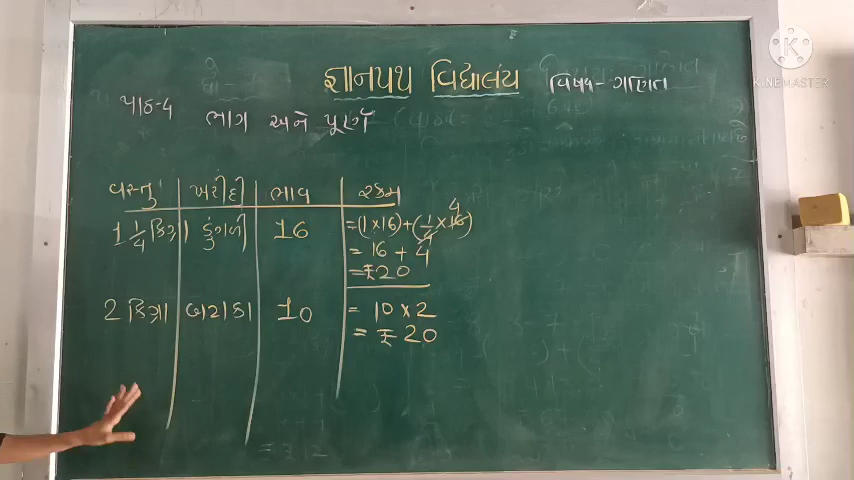 જ્ઞાનપથ વિદ્યાલય વિષય- ગણિત
પાઠ-4 ભાગ અને પૂર્ણ
વસ્તુ ખરીદી ભાવ રકમ
1 1/4 કિગ્રા ડુંગળી 16 =(1×16)+(1/4×16) 4
= 16 + 4
=₹20
2 કિગ્રા બટાકા 10 = 10 × 2
= ₹ 20
K
KINEMASTER